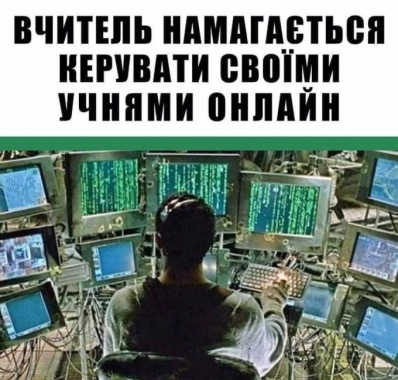 ВЧИТЕЛЬ НАМАГАЄТЬСЯ
КЕРУВАТИ СВОЇМИ
УЧНЯМИ ОНЛАЙН